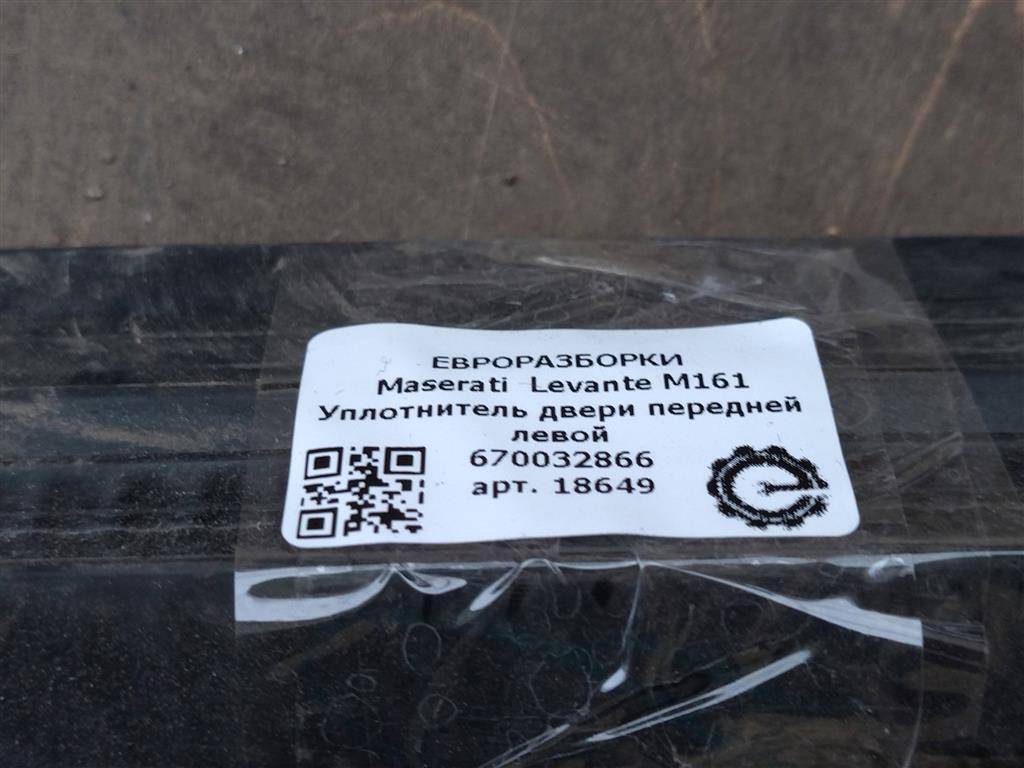 ЕВРОРАЗБОРКИ
Maserati Levante M161
Уплотнитель двери передней
левой
670032866
арт. 18649